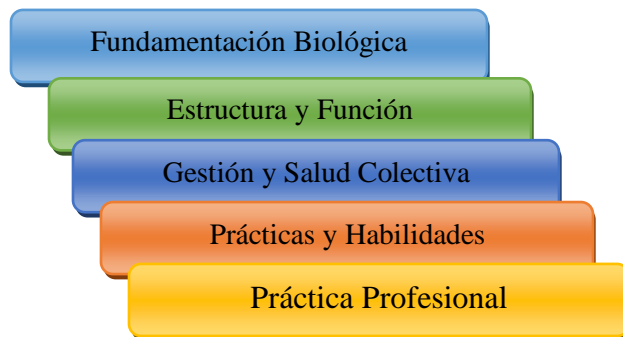 Fundamentación Biológica
Estructura y Función
Gestión y Salud Colectiva
Prácticas y Habilidades
Práctica Profesional